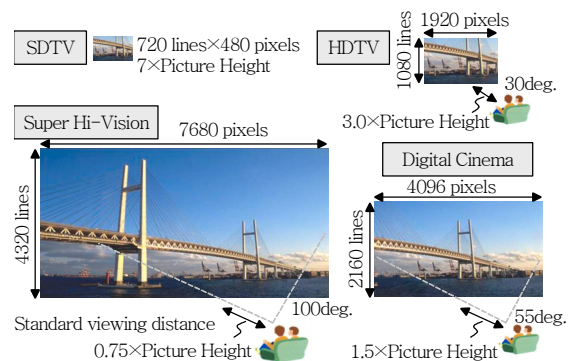 SDTV
720 lines×480 pixels
7×Picture Height
HDTV
1920 pixels
1080 lines
30deg.
3.0×Picture Height
Super Hi-Vision
7680 pixels
4320 lines
100deg.
Standard viewing distance
0.75×Picture Height
Digital Cinema
4096 pixels
2160 lines
55deg.
1.5×Picture Height